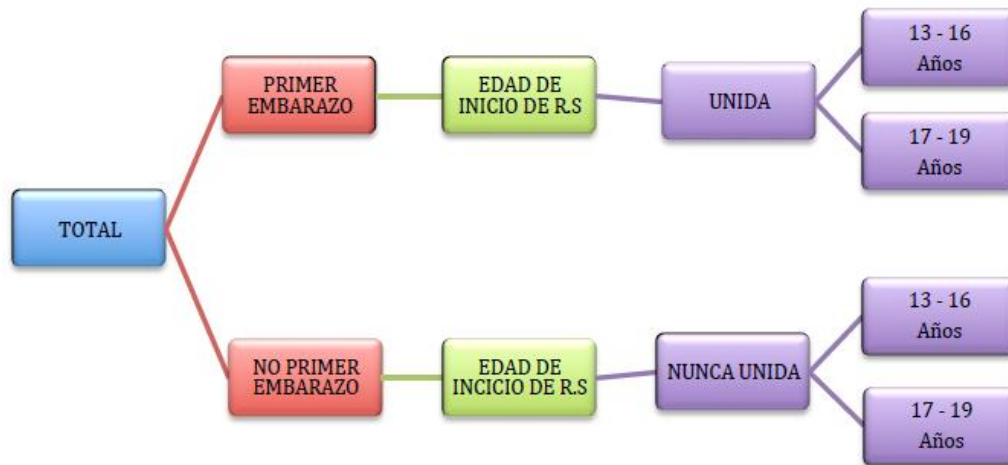 13 - 16
Años
PRIMER
EMBARAZO
EDAD DE
INICIO DE R.S
UNIDA
17 - 19
Años
TOTAL
13 - 16
Años
NO PRIMER
EMBARAZO
EDAD DE
INCICIO DE R.S
NUNCA UNIDA
17 - 19
Años